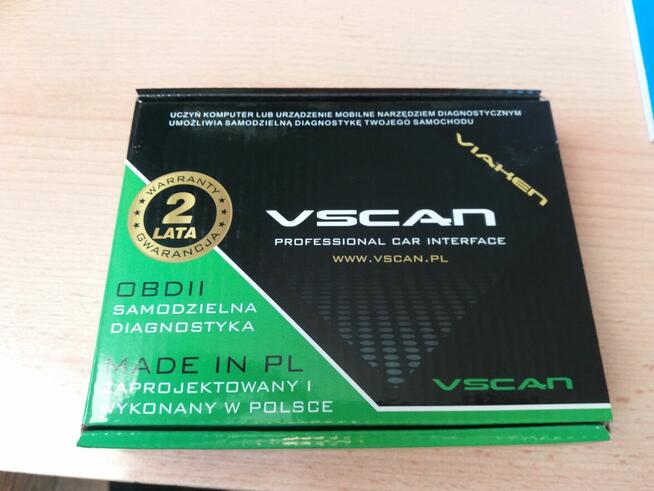 UCZYŃ KOMPUTER LUB URZĄDZENIE MOBILNE NARZĘDZIEM DIAGNOSTYCZNYM
UMOŻLIWIA SAMODZIELNĄ DIAGNOSTYKĘ TWOJEGO SAMOCHODU
VIAKEN
WARRANTY
2
LATA
GWARANCJA
VSCAN
PROFESSIONAL CAR INTERFACE
WWW.VSCAN.PL
OBDII
SAMODZIELNA
DIAGNOSTYKA
MADE IN PL
ZAPROJEKTOWANY I
WYKONANY W POLSCE
VSCAN